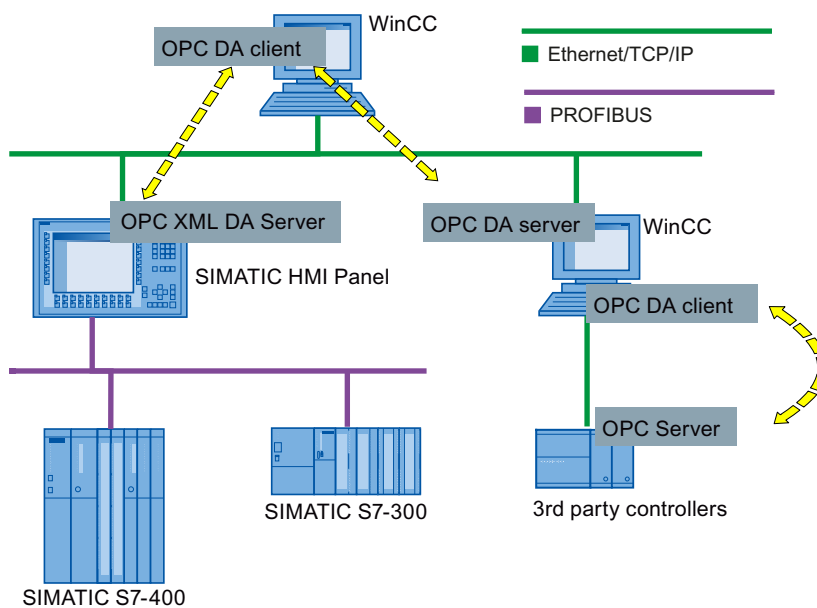 WinCC
OPC DA client
Ethernet/TCP/IP
PROFIBUS
OPC XML DA Server
OPC DA server
WinCC
SIMATIC HMI Panel
OPC DA client
OPC Server
SIMATIC S7-300
3rd party controllers
SIMATIC S7-400